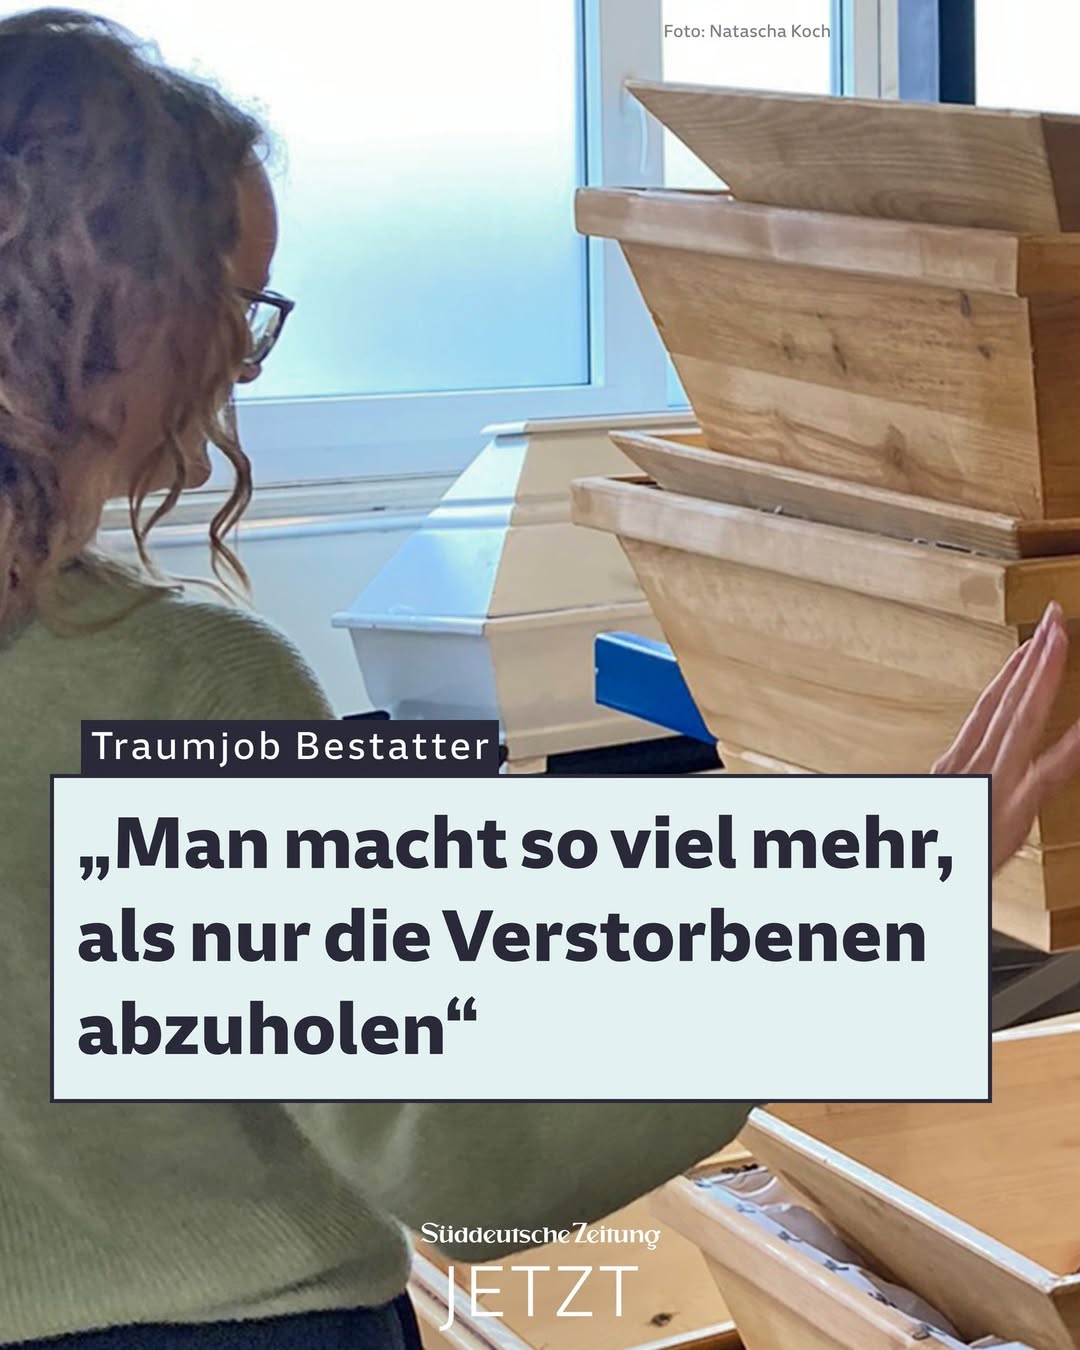 Foto: Natascha Koch
Traumjob Bestatter
„Man macht so viel mehr,
als nur die Verstorbenen
abzuholen“
Süddeutsche Zeitung
JETZT